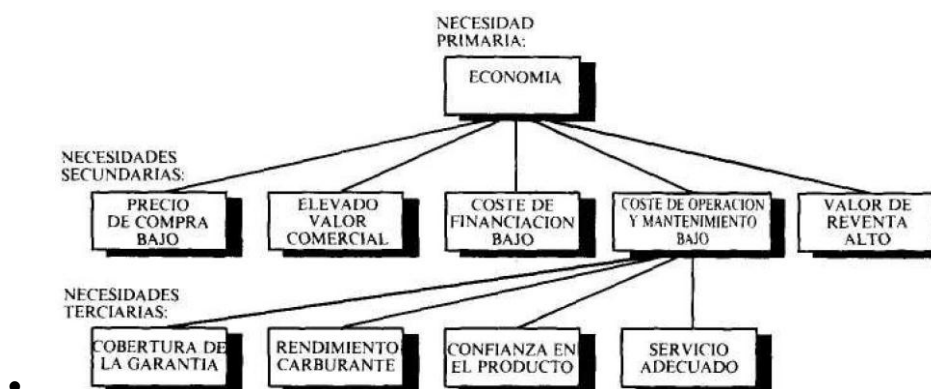 NECESIDAD
PRIMARIA:
ECONOMIA
NECESIDADES
SECUNDARIAS:
PRECIO
DE COMPRA
BAJO
ELEVADO
VALOR
COMERCIAL
COSTE DE
FINANCIACION
BAJO
COSTE DE OPERACION
Y MANTENIMIENTO
BAJO
VALOR DE
REVENTA
ALTO
NECESIDADES
TERCIARIAS:
COBERTURA DE
LA GARANTIA
RENDIMIENTO
CARBURANTE
CONFIANZA EN
EL PRODUCTO
SERVICIO
ADECUADO